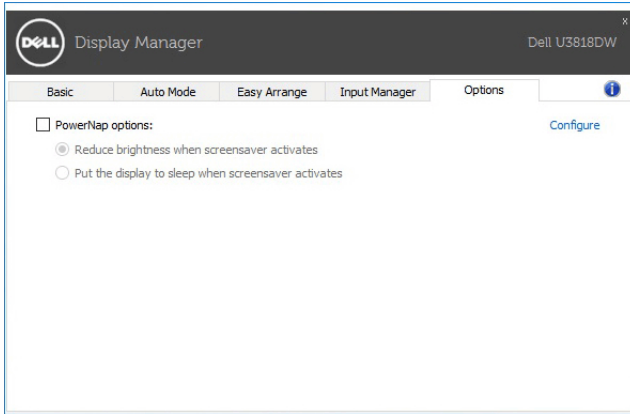 DELL Display Manager
x
Dell U3818DW
Basic Auto Mode Easy Arrange Input Manager Options i
PowerNap options: Configure
Reduce brightness when screensaver activates
Put the display to sleep when screensaver activates